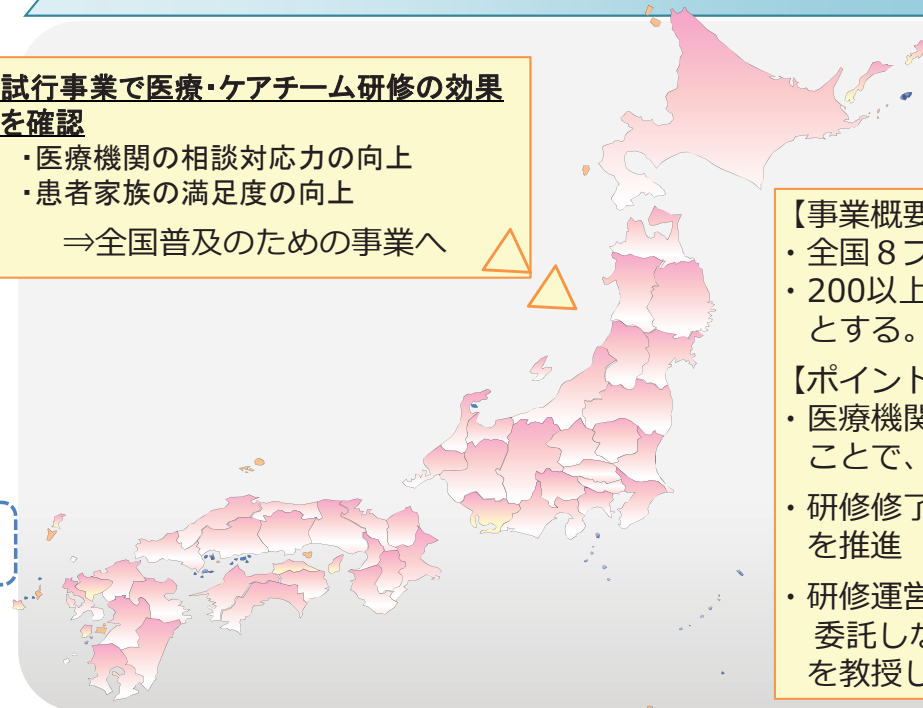 試行事業で医療・ケアチーム研修の効果
を確認
・医療機関の相談対応力の向上
・患者家族の満足度の向上
⇒全国普及のための事業へ
【事業概要
・全国８ブ
・200以上
とする。
【ポイント
・医療機関
ことで、
・研修修了
を推進
・研修運営
委託しな
を教授し